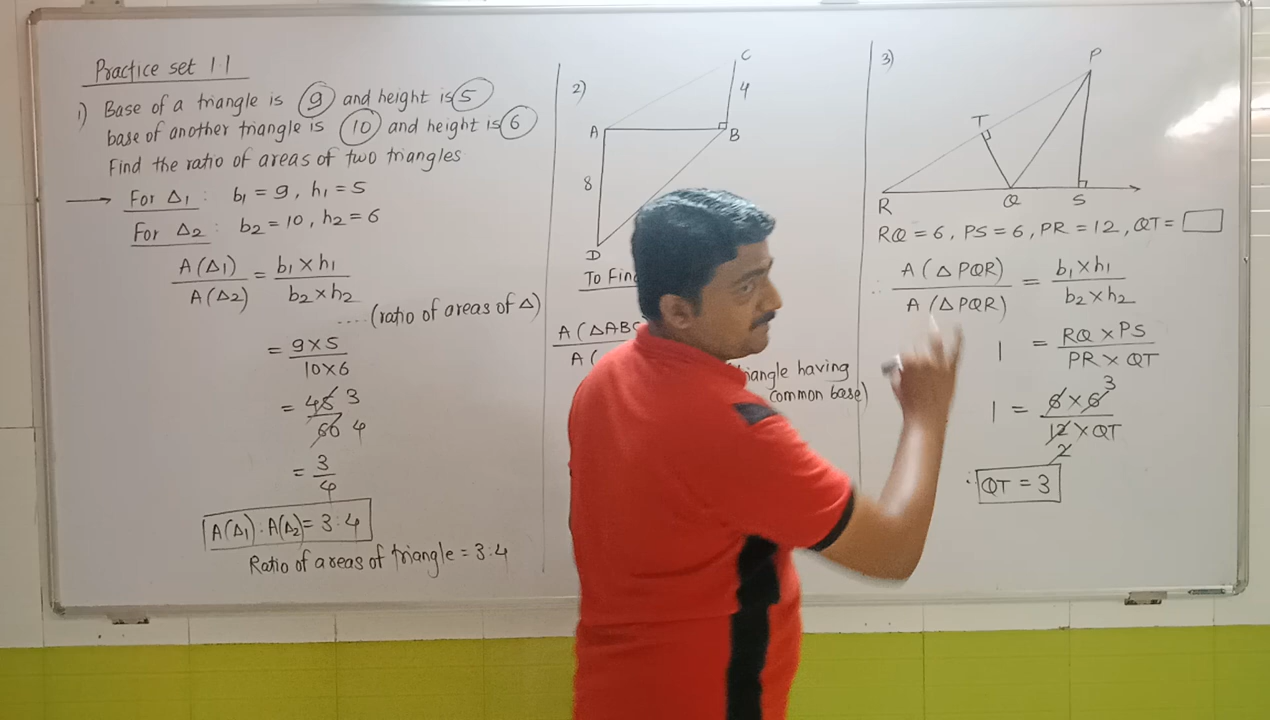 Practice set 1.1
1) Base of a triangle is 9 and height is 5
base of another triangle is 10 and height is 6
Find the ratio of areas of two triangles
→ For Δ1 : b1 = 9, h1 = 5
For Δ2 : b2 = 10, h2 = 6
A(Δ1)/A(Δ2) = b1×h1/b2×h2
.... (ratio of areas of Δ)
= 9×5/10×6
= 45/60 3/4
= 3/4
A(Δ1):A(Δ2) = 3:4
Ratio of areas of triangle = 3:4
2)
C
4
A
B
8
D
To Find
A(ΔABC
A(
triangle having
common base)
3)
P
T
R Q S
RQ = 6, PS = 6, PR = 12, QT = □
∴ A(ΔPQR)/A(ΔPQR) = b1×h1/b2×h2
1 = RQ×PS/PR×QT
1 = 6×6 3/12×QT 2
∴ QT = 3